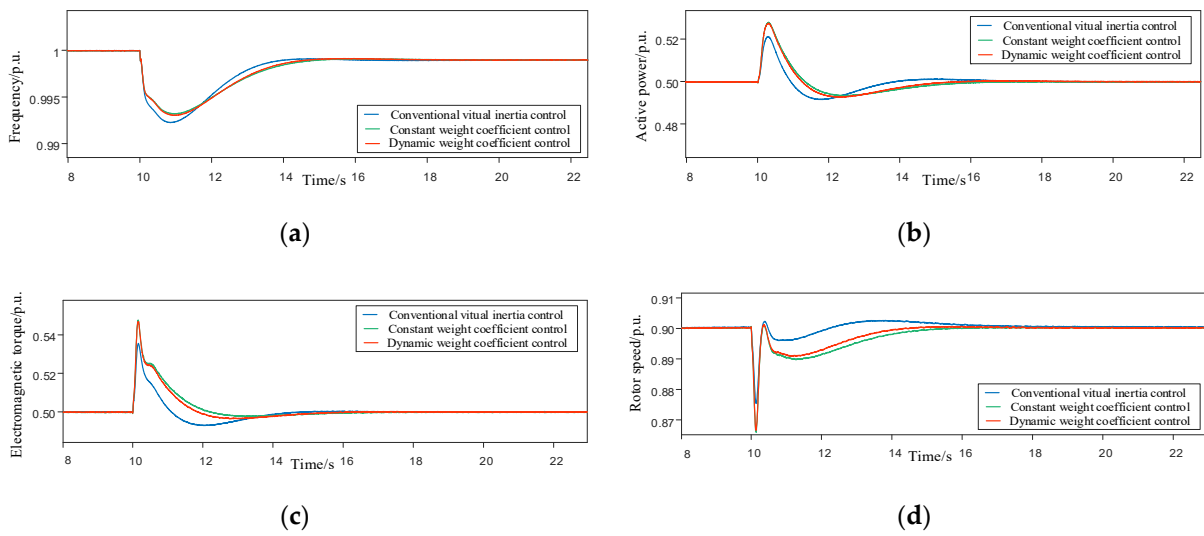 Frequency/p.u.
1
0.995
0.99
Conventional vitual inertia control
Constant weight coefficient control
Dynamic weight coefficient control
8 10 12 14 16 18 20 22
Time/s
(a)
Active power/p.u.
0.52
0.50
0.48
Conventional vitual inertia control
Constant weight coefficient control
Dynamic weight coefficient control
8 10 12 14 16 18 20 22
Time/s
(b)
Electromagnetic torque/p.u.
0.54
0.52
0.50
Conventional vitual inertia control
Constant weight coefficient control
Dynamic weight coefficient control
8 10 12 14 16 18 20 22
Time/s
(c)
Rotor speed/p.u.
0.91
0.90
0.89
0.88
0.87
Conventional vitual inertia control
Constant weight coefficient control
Dynamic weight coefficient control
8 10 12 14 16 18 20 22
Time/s
(d)